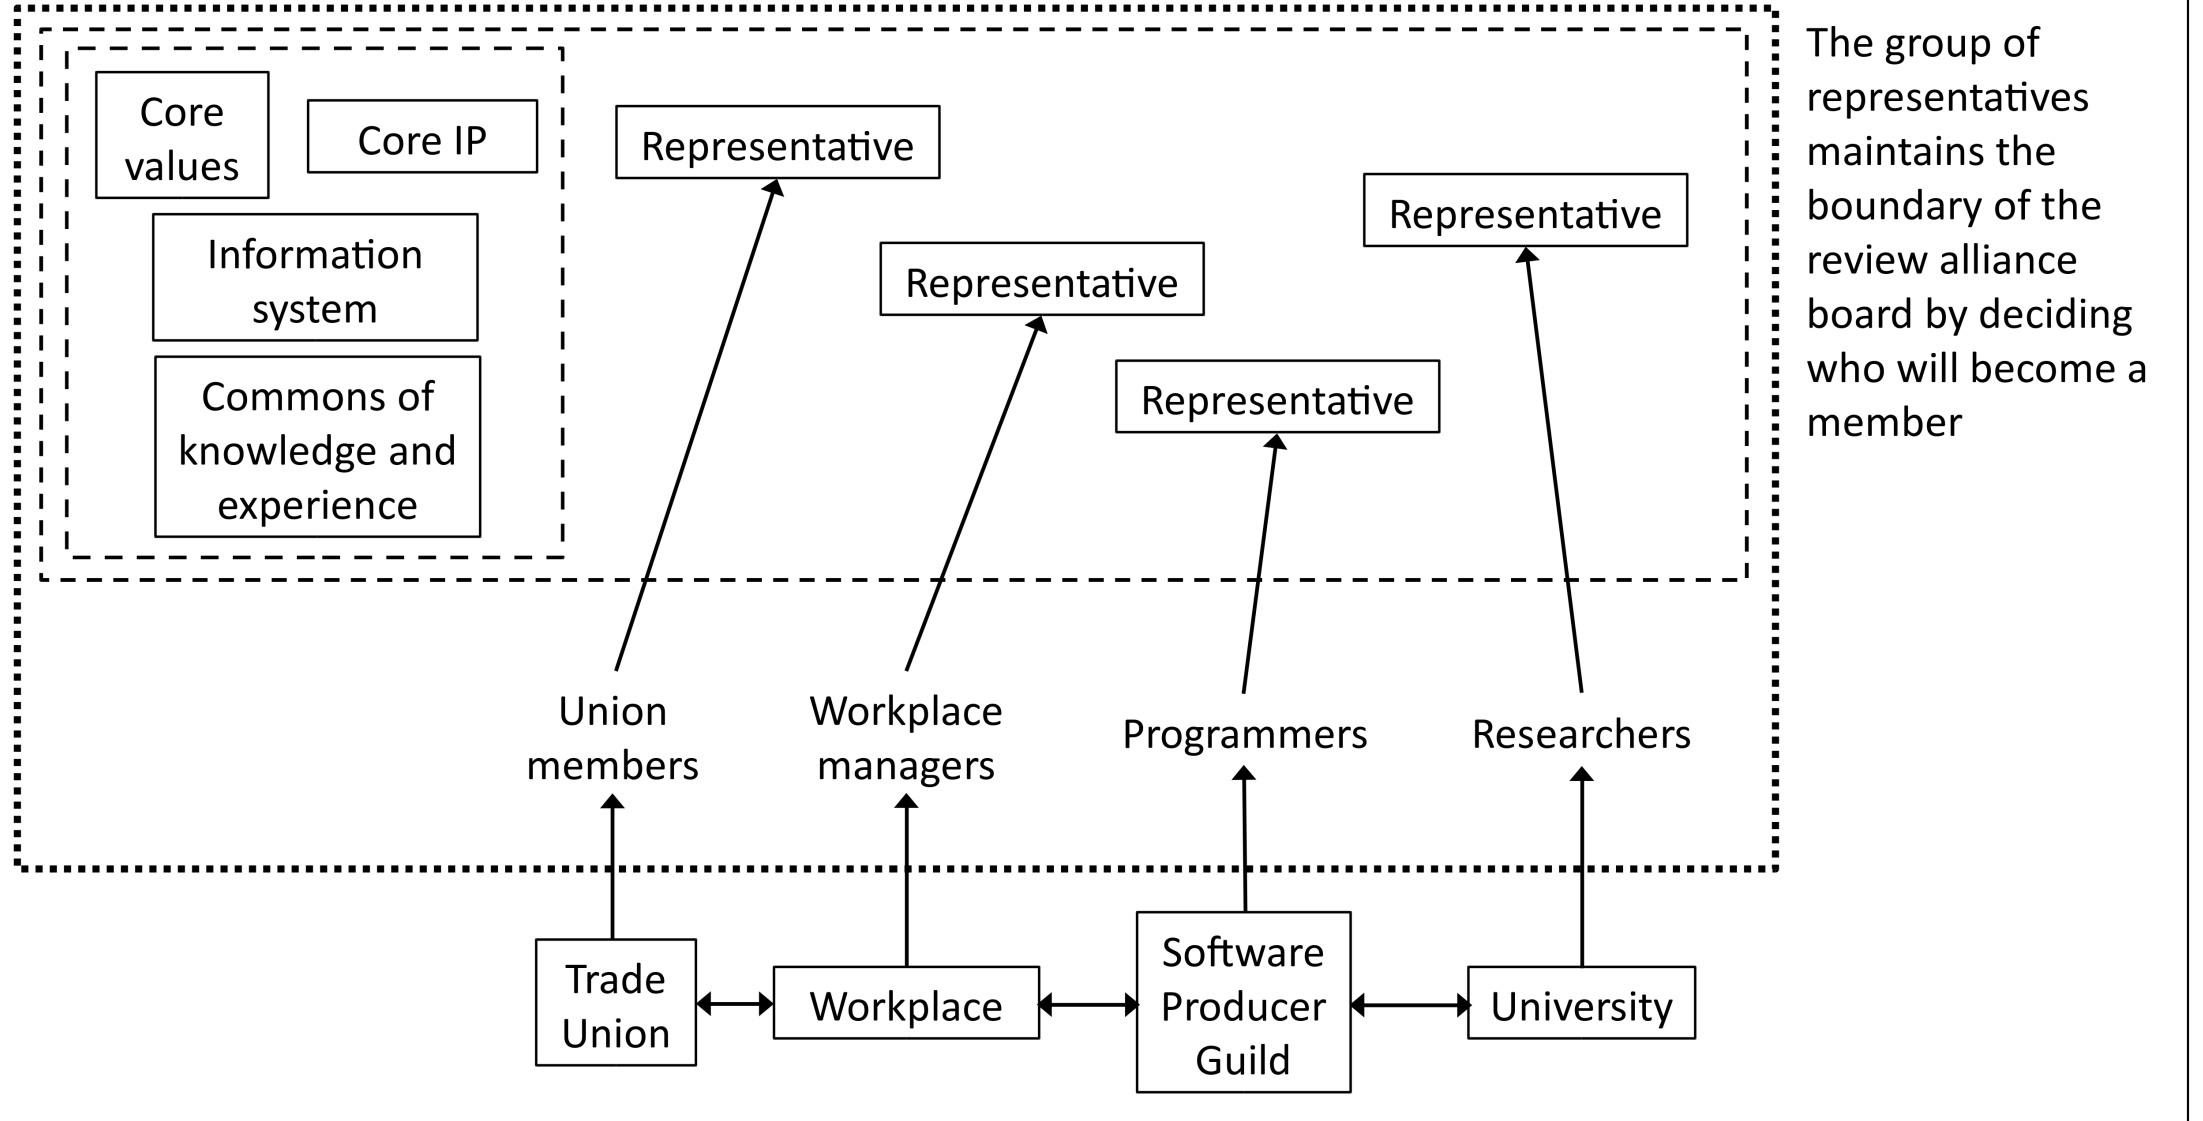 Core
values
Core IP
Information
system
Commons of
knowledge and
experience
Representative
Representative
Representative
Representative
The group of
representatives
maintains the
boundary of the
review alliance
board by deciding
who will become a
member
Union
members
Workplace
managers
Programmers
Researchers
Trade
Union
Workplace
Software
Producer
Guild
University